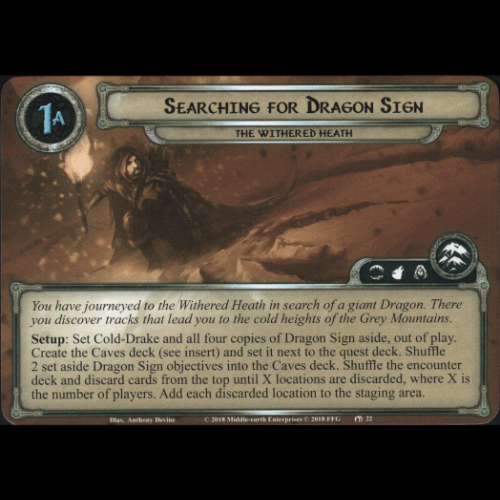 1A
SEARCHING FOR DRAGON SIGN
THE WITHERED HEATH
You have journeyed to the Withered Heath in search of a giant Dragon. There
you discover tracks that lead you to the cold heights of the Grey Mountains.
Setup: Set Cold-Drake and all four copies of Dragon Sign aside, out of play.
Create the Caves deck (see insert) and set it next to the quest deck. Shuffle
2 set aside Dragon Sign objectives into the Caves deck. Shuffle the encounter
deck and discard cards from the top until X locations are discarded, where X is
the number of players. Add each discarded location to the staging area.
Illus. Anthony Devine © 2018 Middle-earth Enterprises © 2018 FFG 22